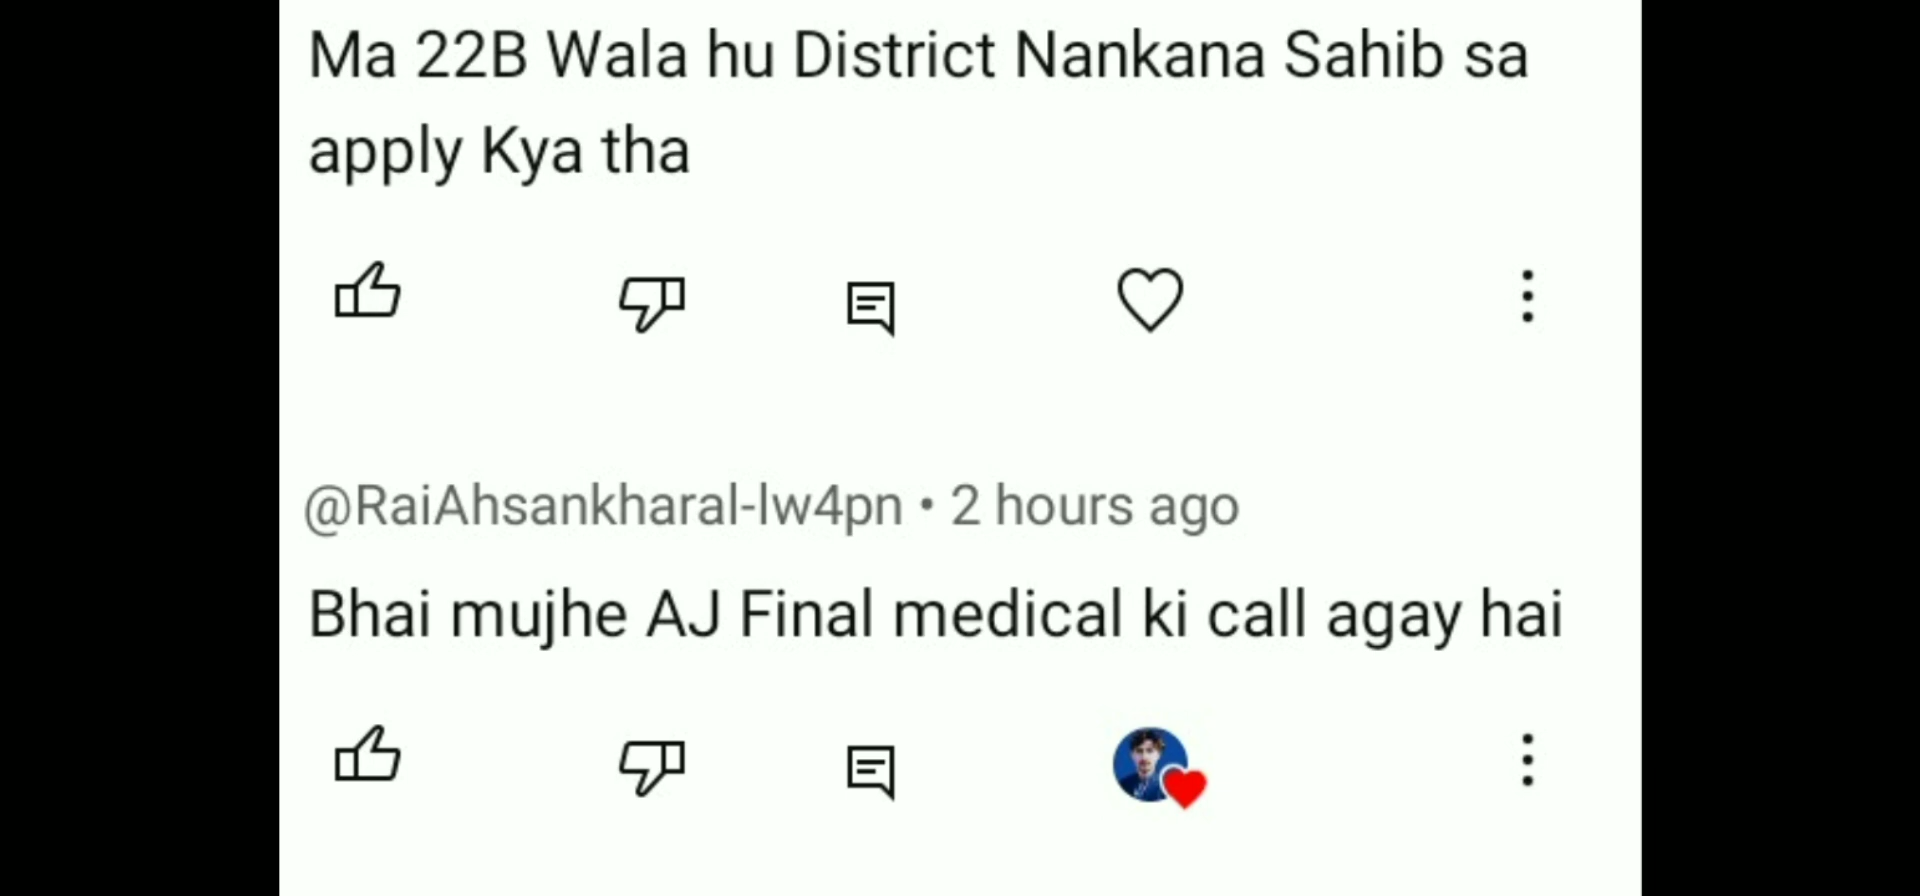 Ma 22B Wala hu District Nankana Sahib sa
apply Kya tha
@RaiAhsankharal-lw4pn • 2 hours ago
Bhai mujhe AJ Final medical ki call agay hai